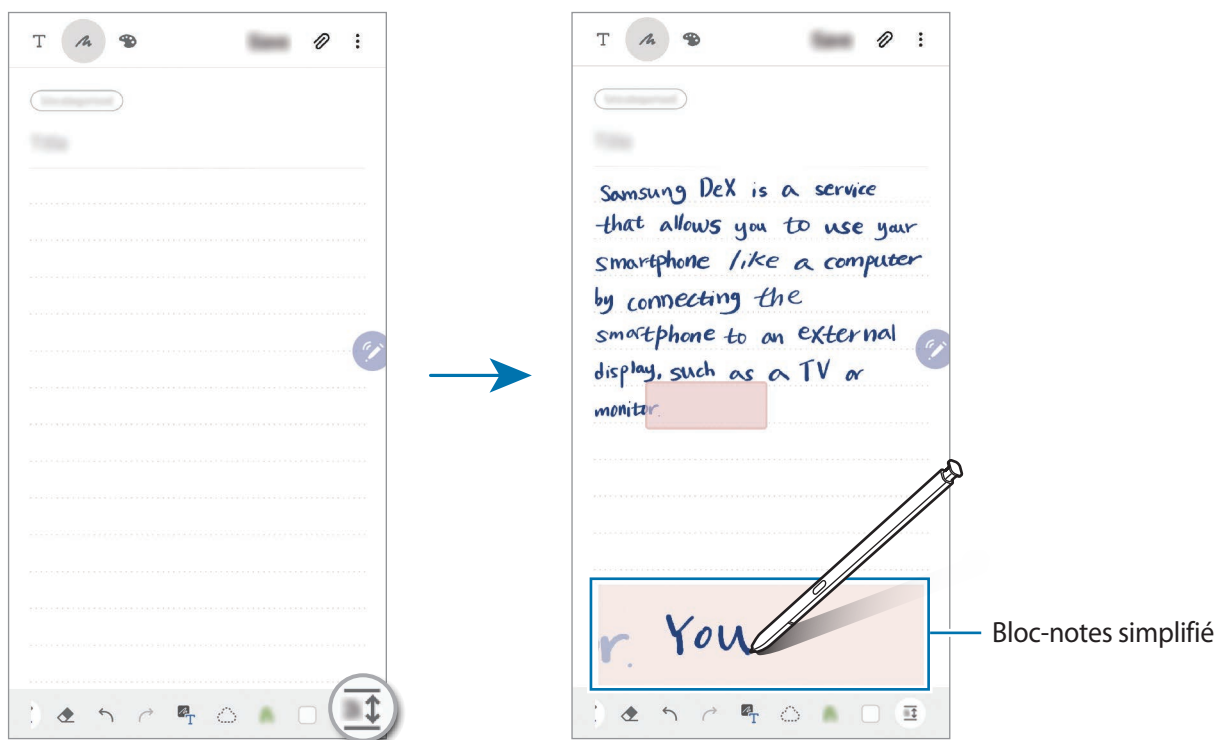 T
T
Samsung DeX is a service
that allows you to use your
smartphone like a computer
by connecting the
smartphone to an external
display, such as a TV or
monitor.
r. You
Bloc-notes simplifié
T
T